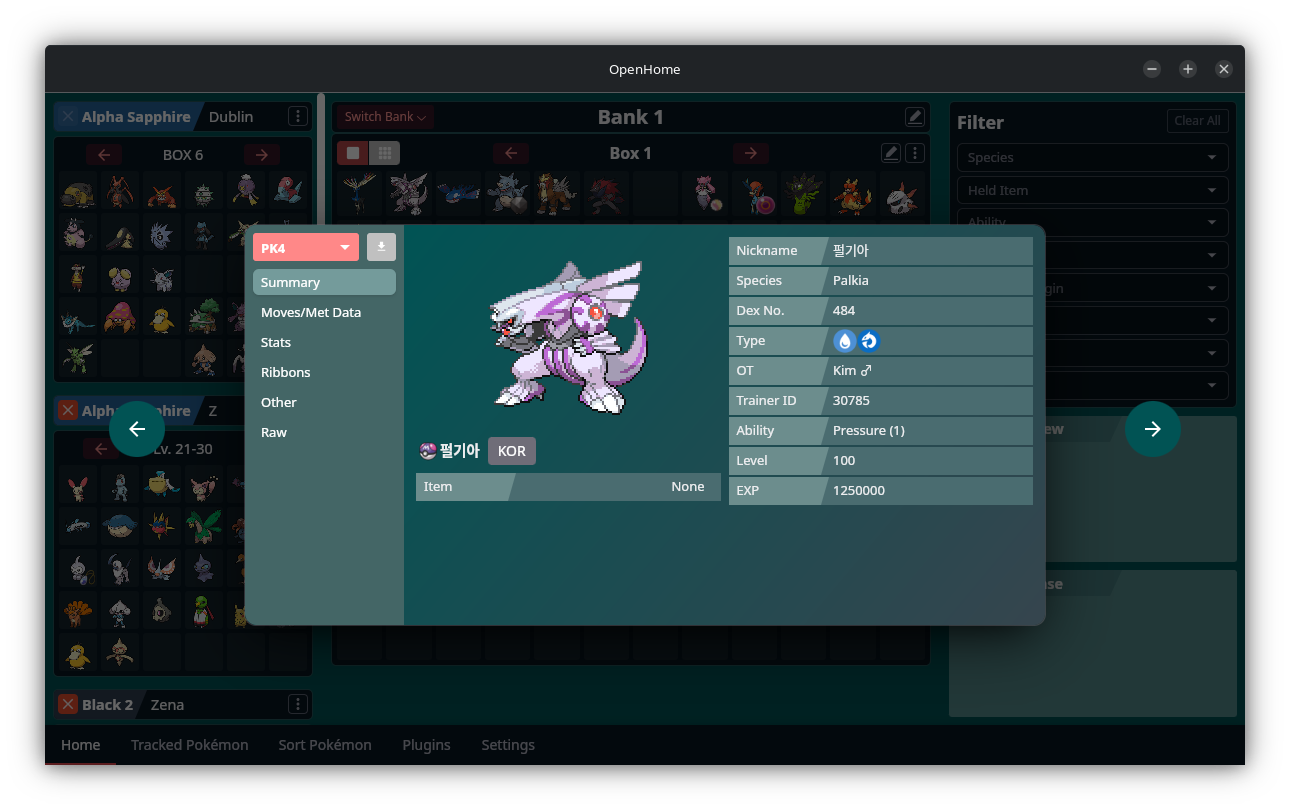 OpenHome
Alpha Sapphire Dublin
BOX 6
Switch Bank
Bank 1
Box 1
Filter
Clear All
Species
Held Item
Ability
PK4
Summary
Moves/Met Data
Stats
Ribbons
Other
Raw
펄기아 KOR
Item None
Nickname 펄기아
Species Palkia
Dex No. 484
Type
OT Kim ♂
Trainer ID 30785
Ability Pressure (1)
Level 100
EXP 1250000
Z
Lv. 21-30
Black 2 Zena
Home Tracked Pokémon Sort Pokémon Plugins Settings